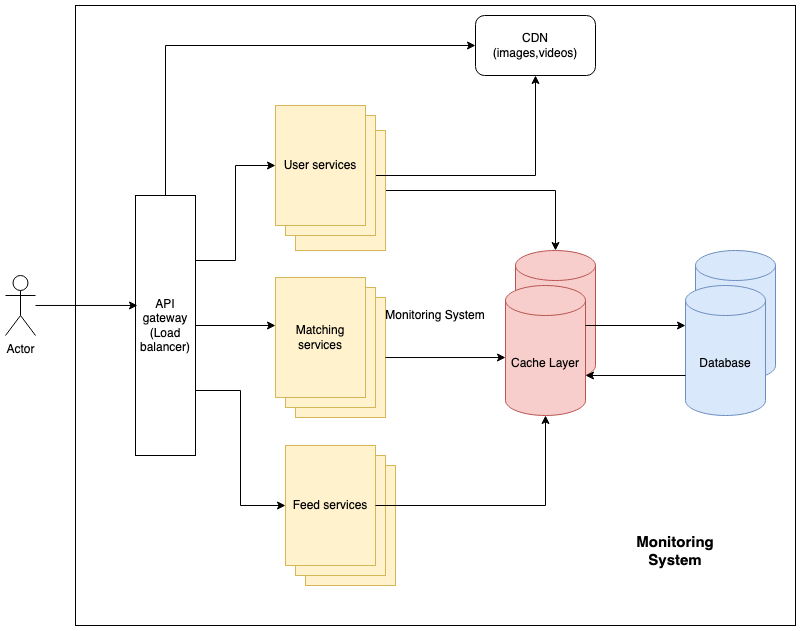 CDN
(images,videos)
User services
API
gateway
(Load
balancer)
Actor
Matching
services
Monitoring System
Cache Layer
Database
Feed services
Monitoring
System